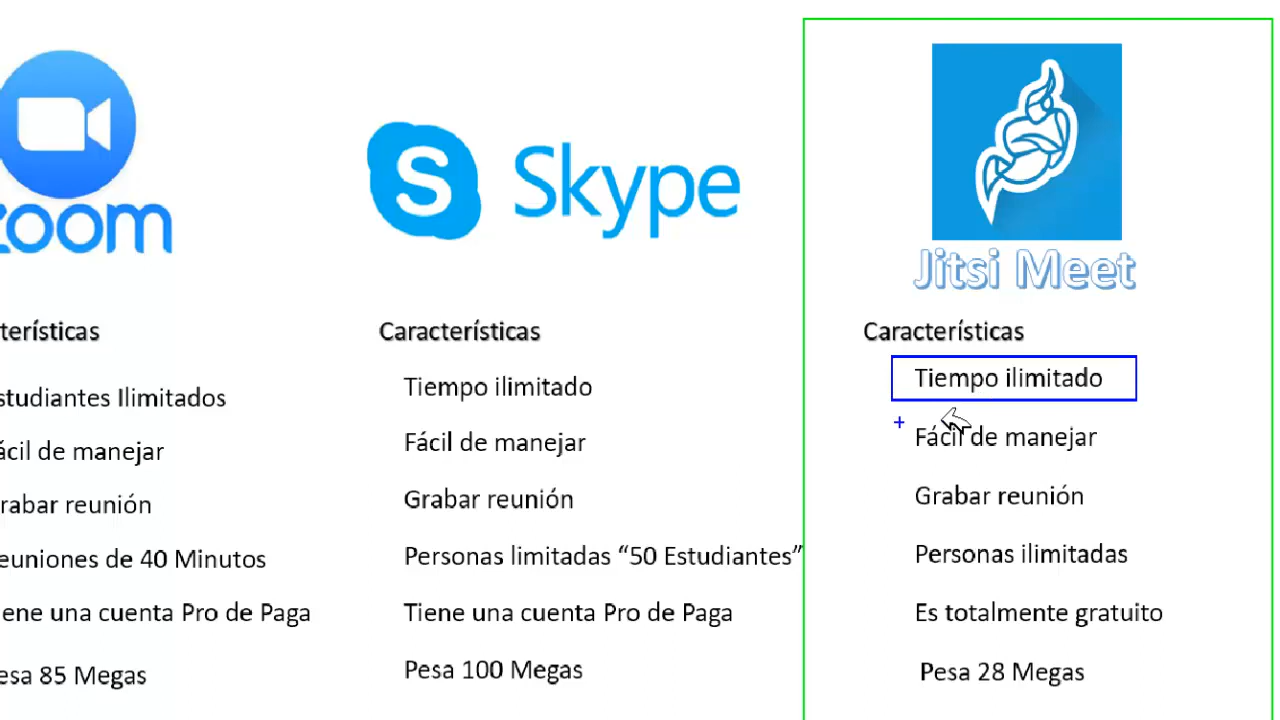 zoom
terísticas
studiantes Ilimitados
ácil de manejar
rabar reunión
euniones de 40 Minutos
iene una cuenta Pro de Paga
esa 85 Megas
S Skype
Características
Tiempo ilimitado
Fácil de manejar
Grabar reunión
Personas limitadas “50 Estudiantes”
Tiene una cuenta Pro de Paga
Pesa 100 Megas
Jitsi Meet
Características
Tiempo ilimitado
Fácil de manejar
Grabar reunión
Personas ilimitadas
Es totalmente gratuito
Pesa 28 Megas